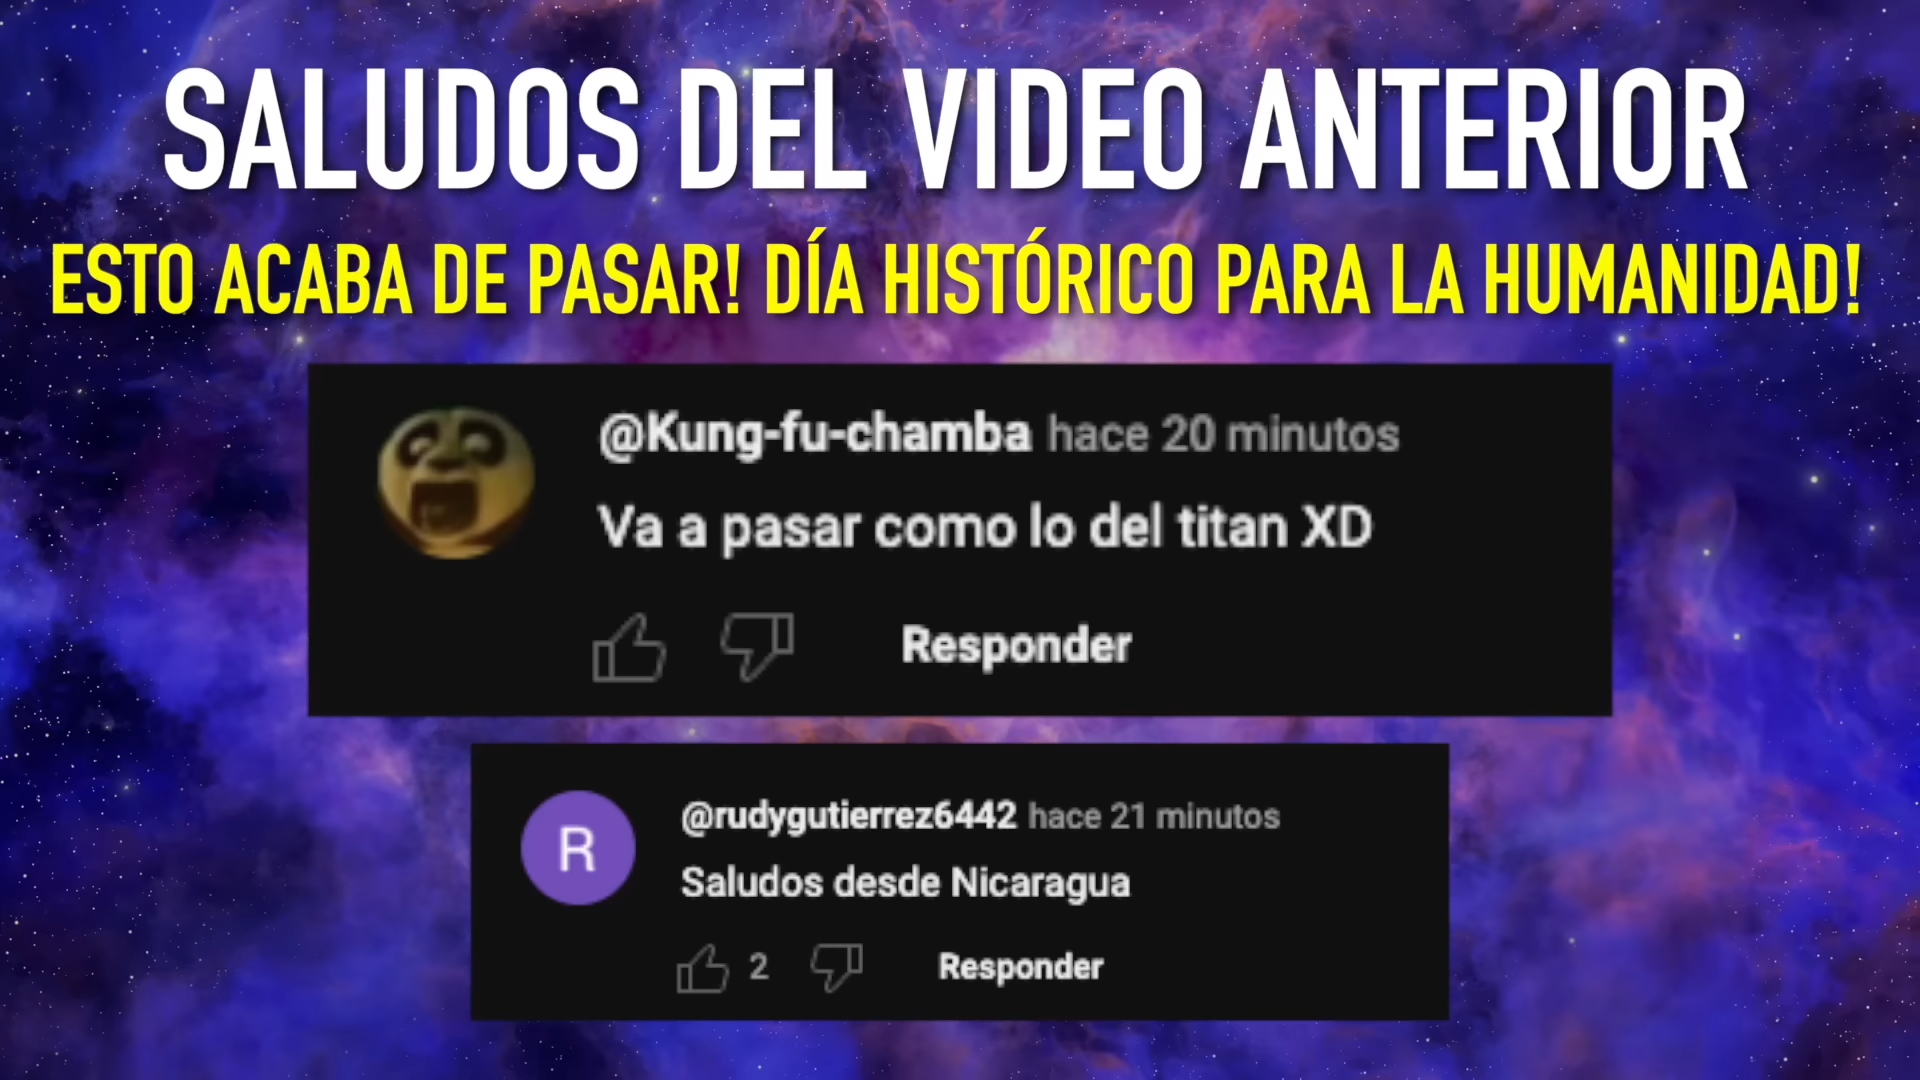 SALUDOS DEL VIDEO ANTERIOR
ESTO ACABA DE PASAR! DÍA HISTÓRICO PARA LA HUMANIDAD!
@Kung-fu-chamba hace 20 minutos
Va a pasar como lo del titan XD
Responder
R
@rudygutierrez6442 hace 21 minutos
Saludos desde Nicaragua
2 Responder